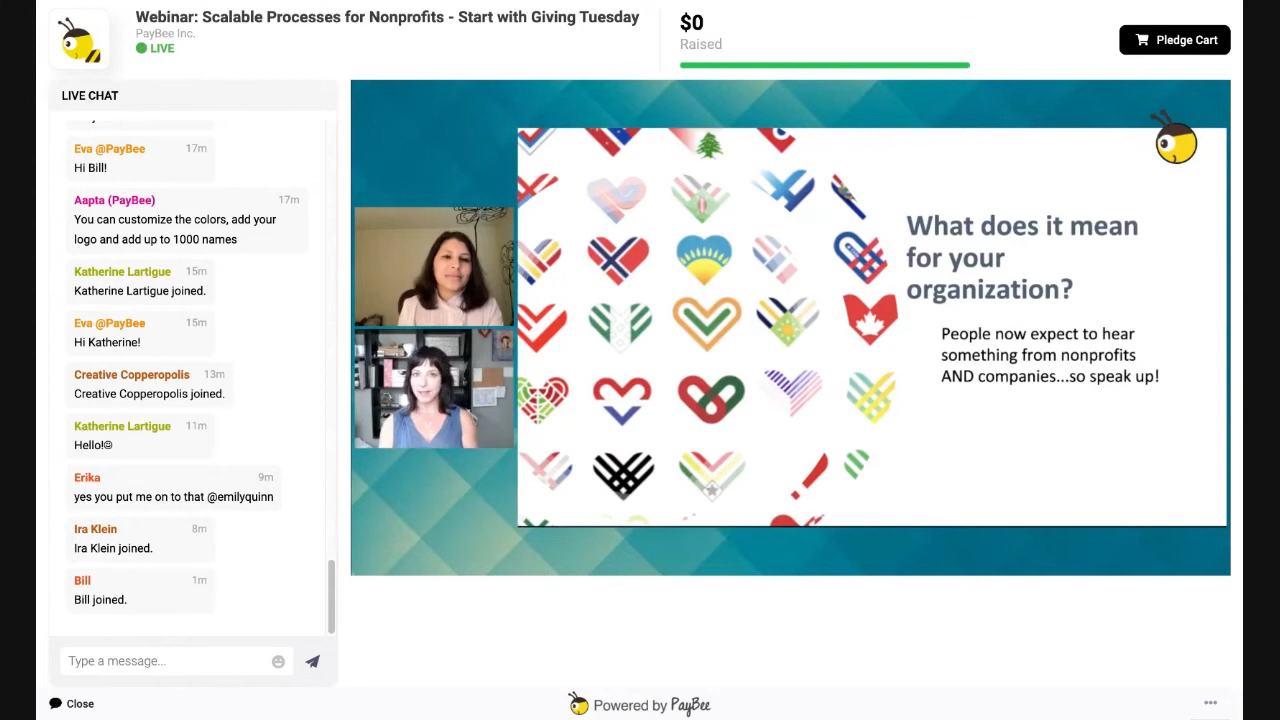 Webinar: Scalable Processes for Nonprofits - Start with Giving Tuesday
PayBee Inc.
LIVE
$0
Raised
Pledge Cart
LIVE CHAT
Eva @PayBee 17m
Hi Bill!
Aapta (PayBee) 17m
You can customize the colors, add your
logo and add up to 1000 names
Katherine Lartigue 15m
Katherine Lartigue joined.
Eva @PayBee 15m
Hi Katherine!
Creative Copperopolis 13m
Creative Copperopolis joined.
Katherine Lartigue 11m
Hello!😊
Erika 9m
yes you put me on to that @emilyquinn
Ira Klein 8m
Ira Klein joined.
Bill 1m
Bill joined.
Type a message...
Close
What does it mean
for your
organization?
People now expect to hear
something from nonprofits
AND companies...so speak up!
Powered by PayBee